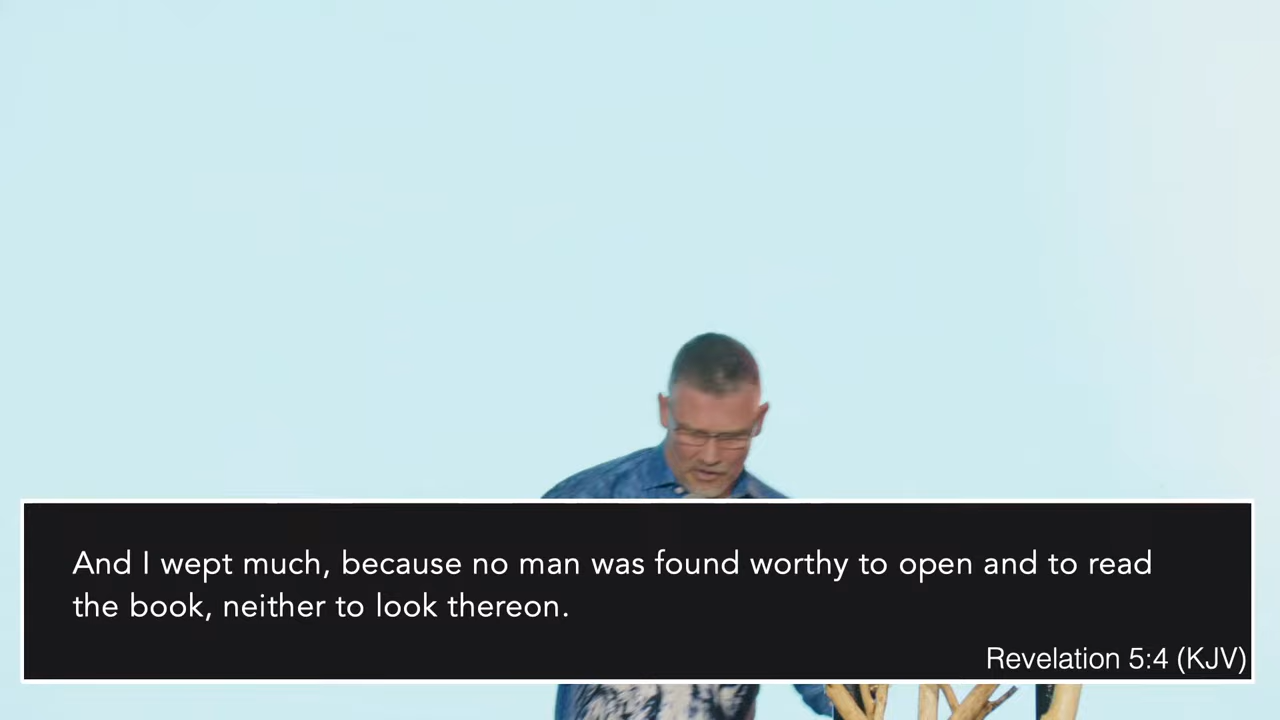 And I wept much, because no man was found worthy to open and to read
the book, neither to look thereon.
Revelation 5:4 (KJV)